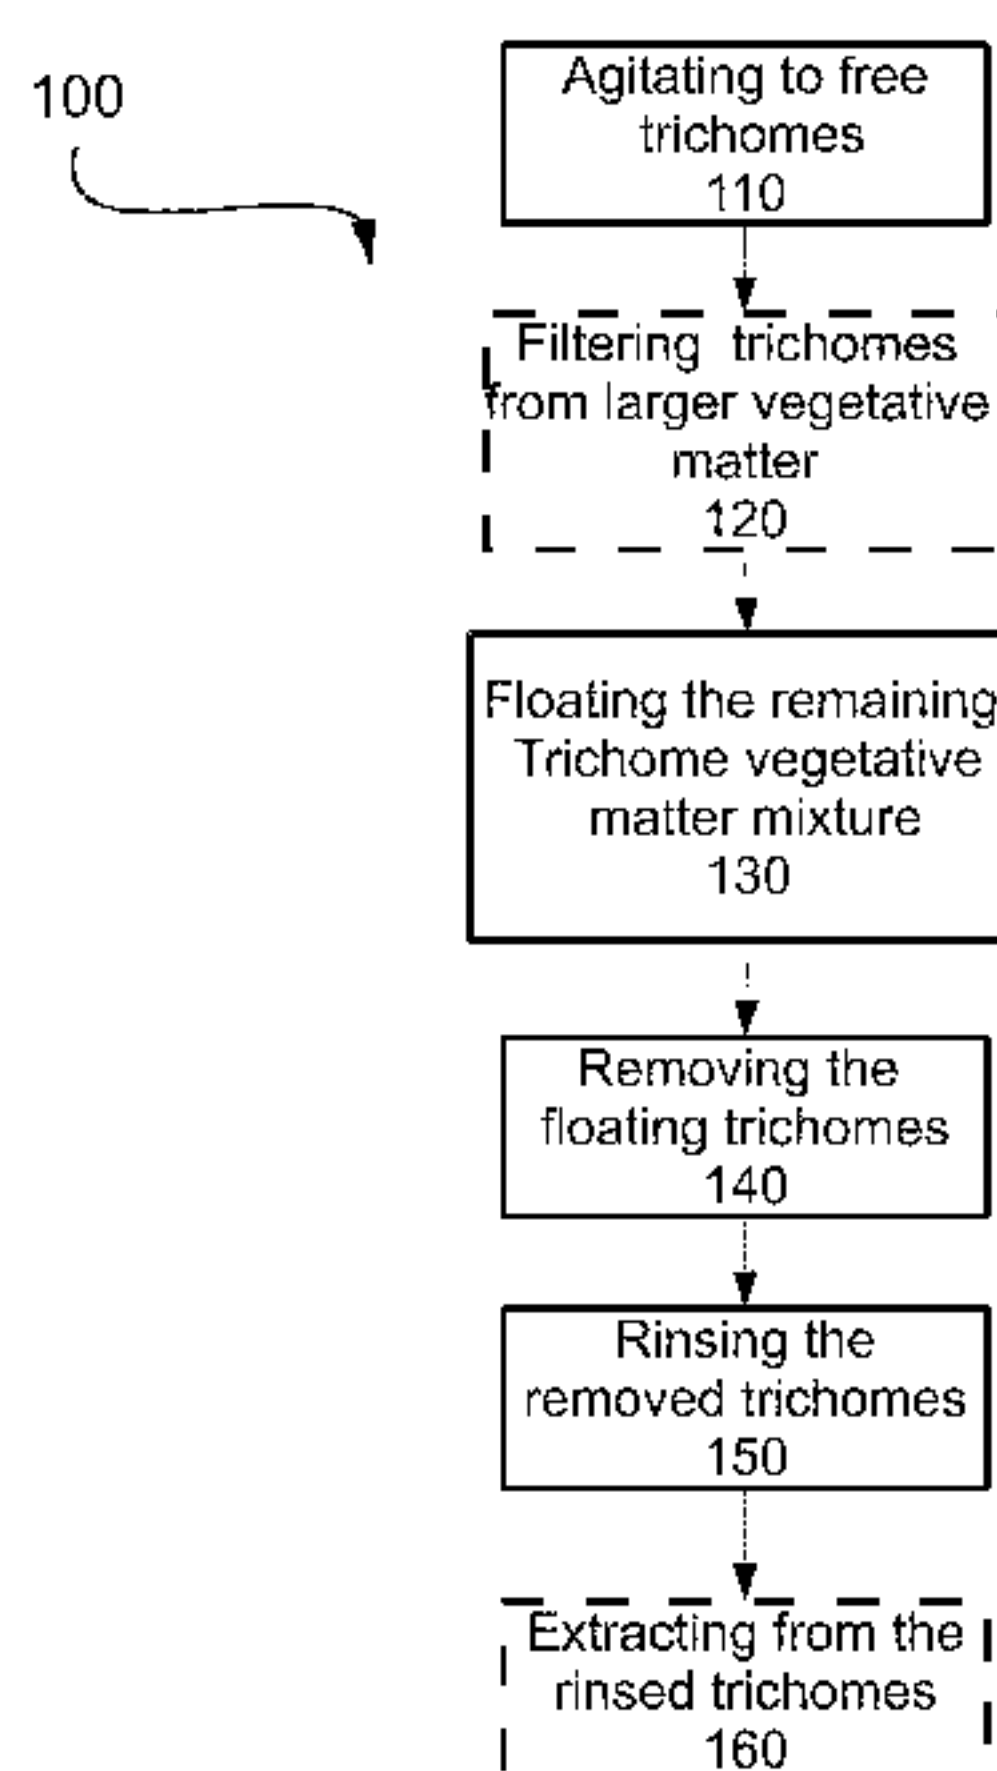 100
Agitating to free
trichomes
110
Filtering trichomes
from larger vegetative
matter
120
Floating the remaining
Trichome vegetative
matter mixture
130
Removing the
floating trichomes
140
Rinsing the
removed trichomes
150
Extracting from the
rinsed trichomes
160